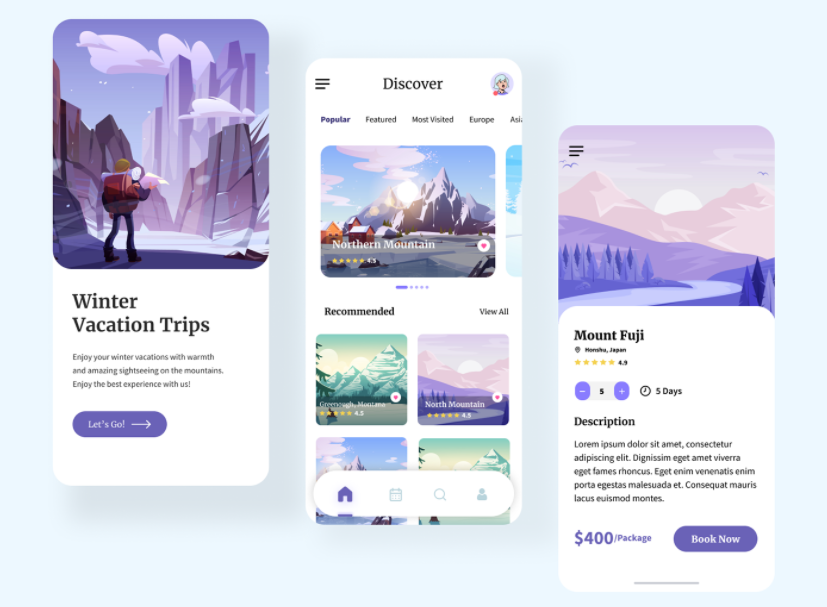 Winter
Vacation Trips
Enjoy your winter vacations with warmth
and amazing sightseeing on the mountains.
Enjoy the best experience with us!
Let's Go!
Discover
Popular Featured Most Visited Europe Asia
Northern Mountain
4.5
Recommended View All
Greenough, Montana
4.5
North Mountain
4.5
Mount Fuji
Honshu, Japan
4.9
− 5 + 5 Days
Description
Lorem ipsum dolor sit amet, consectetur
adipiscing elit. Dignissim eget amet viverra
eget fames rhoncus. Eget enim venenatis enim
porta egestas malesuada et. Consequat mauris
lacus euismod montes.
$400/Package Book Now